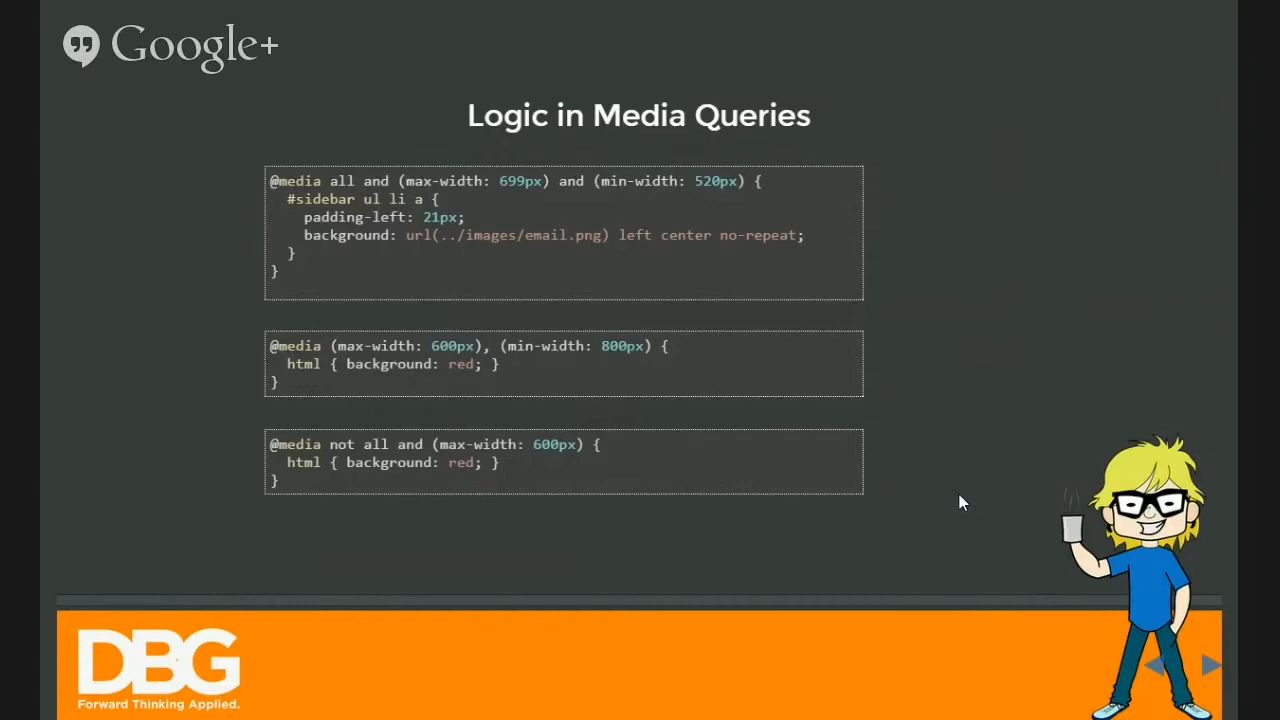 Google+
Logic in Media Queries
@media all and (max-width: 699px) and (min-width: 520px) {
  #sidebar ul li a {
    padding-left: 21px;
    background: url(../images/email.png) left center no-repeat;
  }
}
@media (max-width: 600px), (min-width: 800px) {
  html { background: red; }
}
@media not all and (max-width: 600px) {
  html { background: red; }
}
DBG
Forward Thinking Applied.